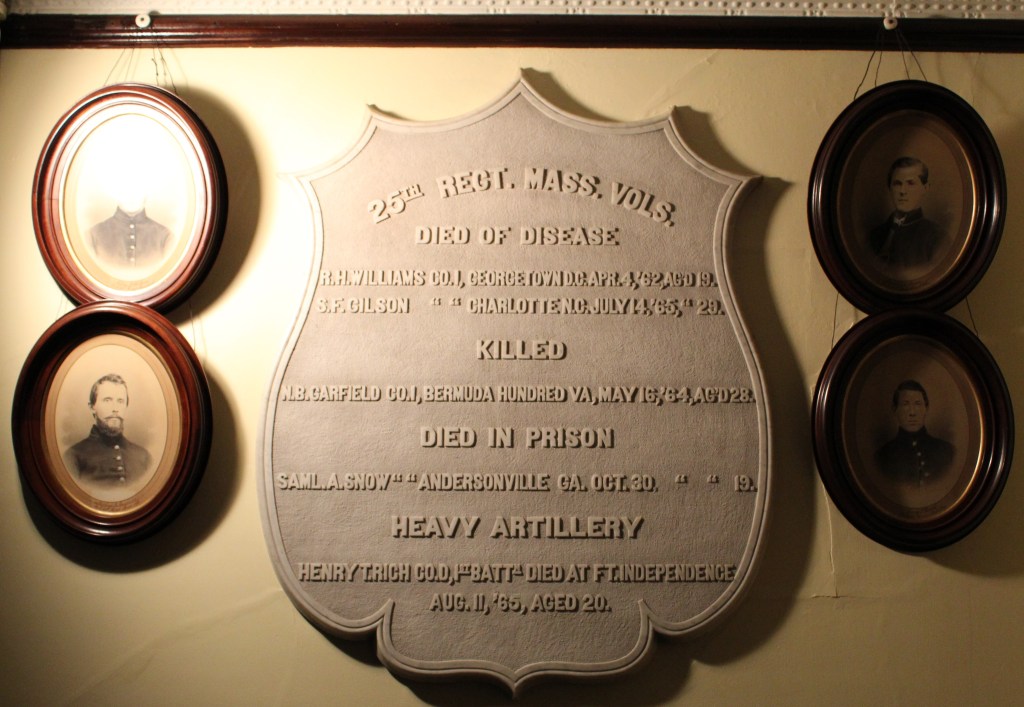 25TH REGT. MASS. VOLS,
DIED OF DISEASE
R.H. WILLIAMS CO. I, GEORGETOWN D.C. APR. 4, '62, AG'D 19.
S.F. GILSON " " CHARLOTTE N.C. JULY 14, '65, " 29.
KILLED
N.B. GARFIELD CO. I, BERMUDA HUNDRED VA, MAY 16, '64, AG'D 28.
DIED IN PRISON
SAML. A. SNOW " " ANDERSONVILLE GA. OCT. 30. " " 19.
HEAVY ARTILLERY
HENRY T. RICH CO. D, 1ST BATTN DIED AT FT. INDEPENDENCE
AUG. 11, '65, AGED 20.